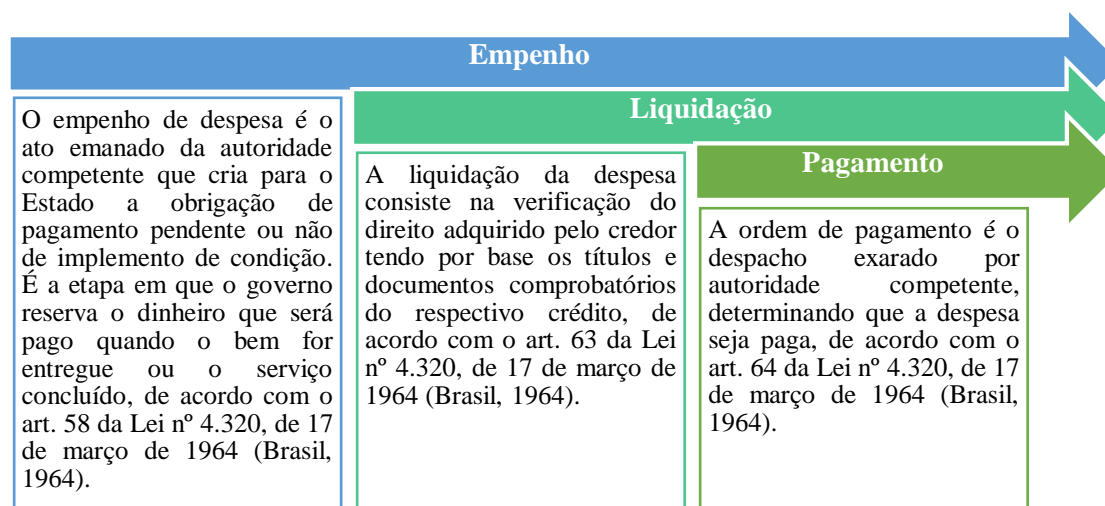 Empenho
O empenho de despesa é o
ato emanado da autoridade
competente que cria para o
Estado a obrigação de
pagamento pendente ou não
de implemento de condição.
É a etapa em que o governo
reserva o dinheiro que será
pago quando o bem for
entregue ou o serviço
concluído, de acordo com o
art. 58 da Lei nº 4.320, de 17
de março de 1964 (Brasil,
1964).
Liquidação
A liquidação da despesa
consiste na verificação do
direito adquirido pelo credor
tendo por base os títulos e
documentos comprobatórios
do respectivo crédito, de
acordo com o art. 63 da Lei
nº 4.320, de 17 de março de
1964 (Brasil, 1964).
Pagamento
A ordem de pagamento é o
despacho exarado por
autoridade competente,
determinando que a despesa
seja paga, de acordo com o
art. 64 da Lei nº 4.320, de 17
de março de 1964 (Brasil,
1964).